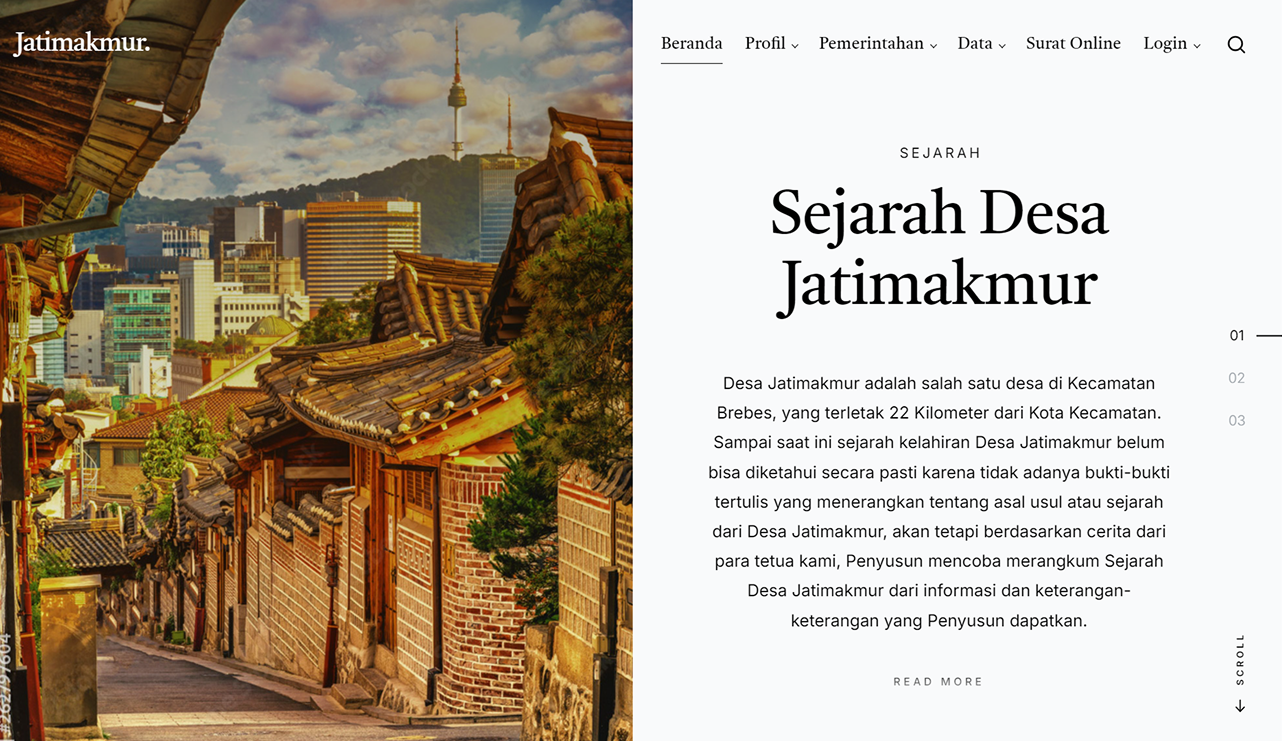 Jatimakmur.
Beranda Profil Pemerintahan Data Surat Online Login
SEJARAH
Sejarah Desa
Jatimakmur
Desa Jatimakmur adalah salah satu desa di Kecamatan
Brebes, yang terletak 22 Kilometer dari Kota Kecamatan.
Sampai saat ini sejarah kelahiran Desa Jatimakmur belum
bisa diketahui secara pasti karena tidak adanya bukti-bukti
tertulis yang menerangkan tentang asal usul atau sejarah
dari Desa Jatimakmur, akan tetapi berdasarkan cerita dari
para tetua kami, Penyusun mencoba merangkum Sejarah
Desa Jatimakmur dari informasi dan keterangan-
keterangan yang Penyusun dapatkan.
READ MORE
01
02
03
SCROLL
#262797604